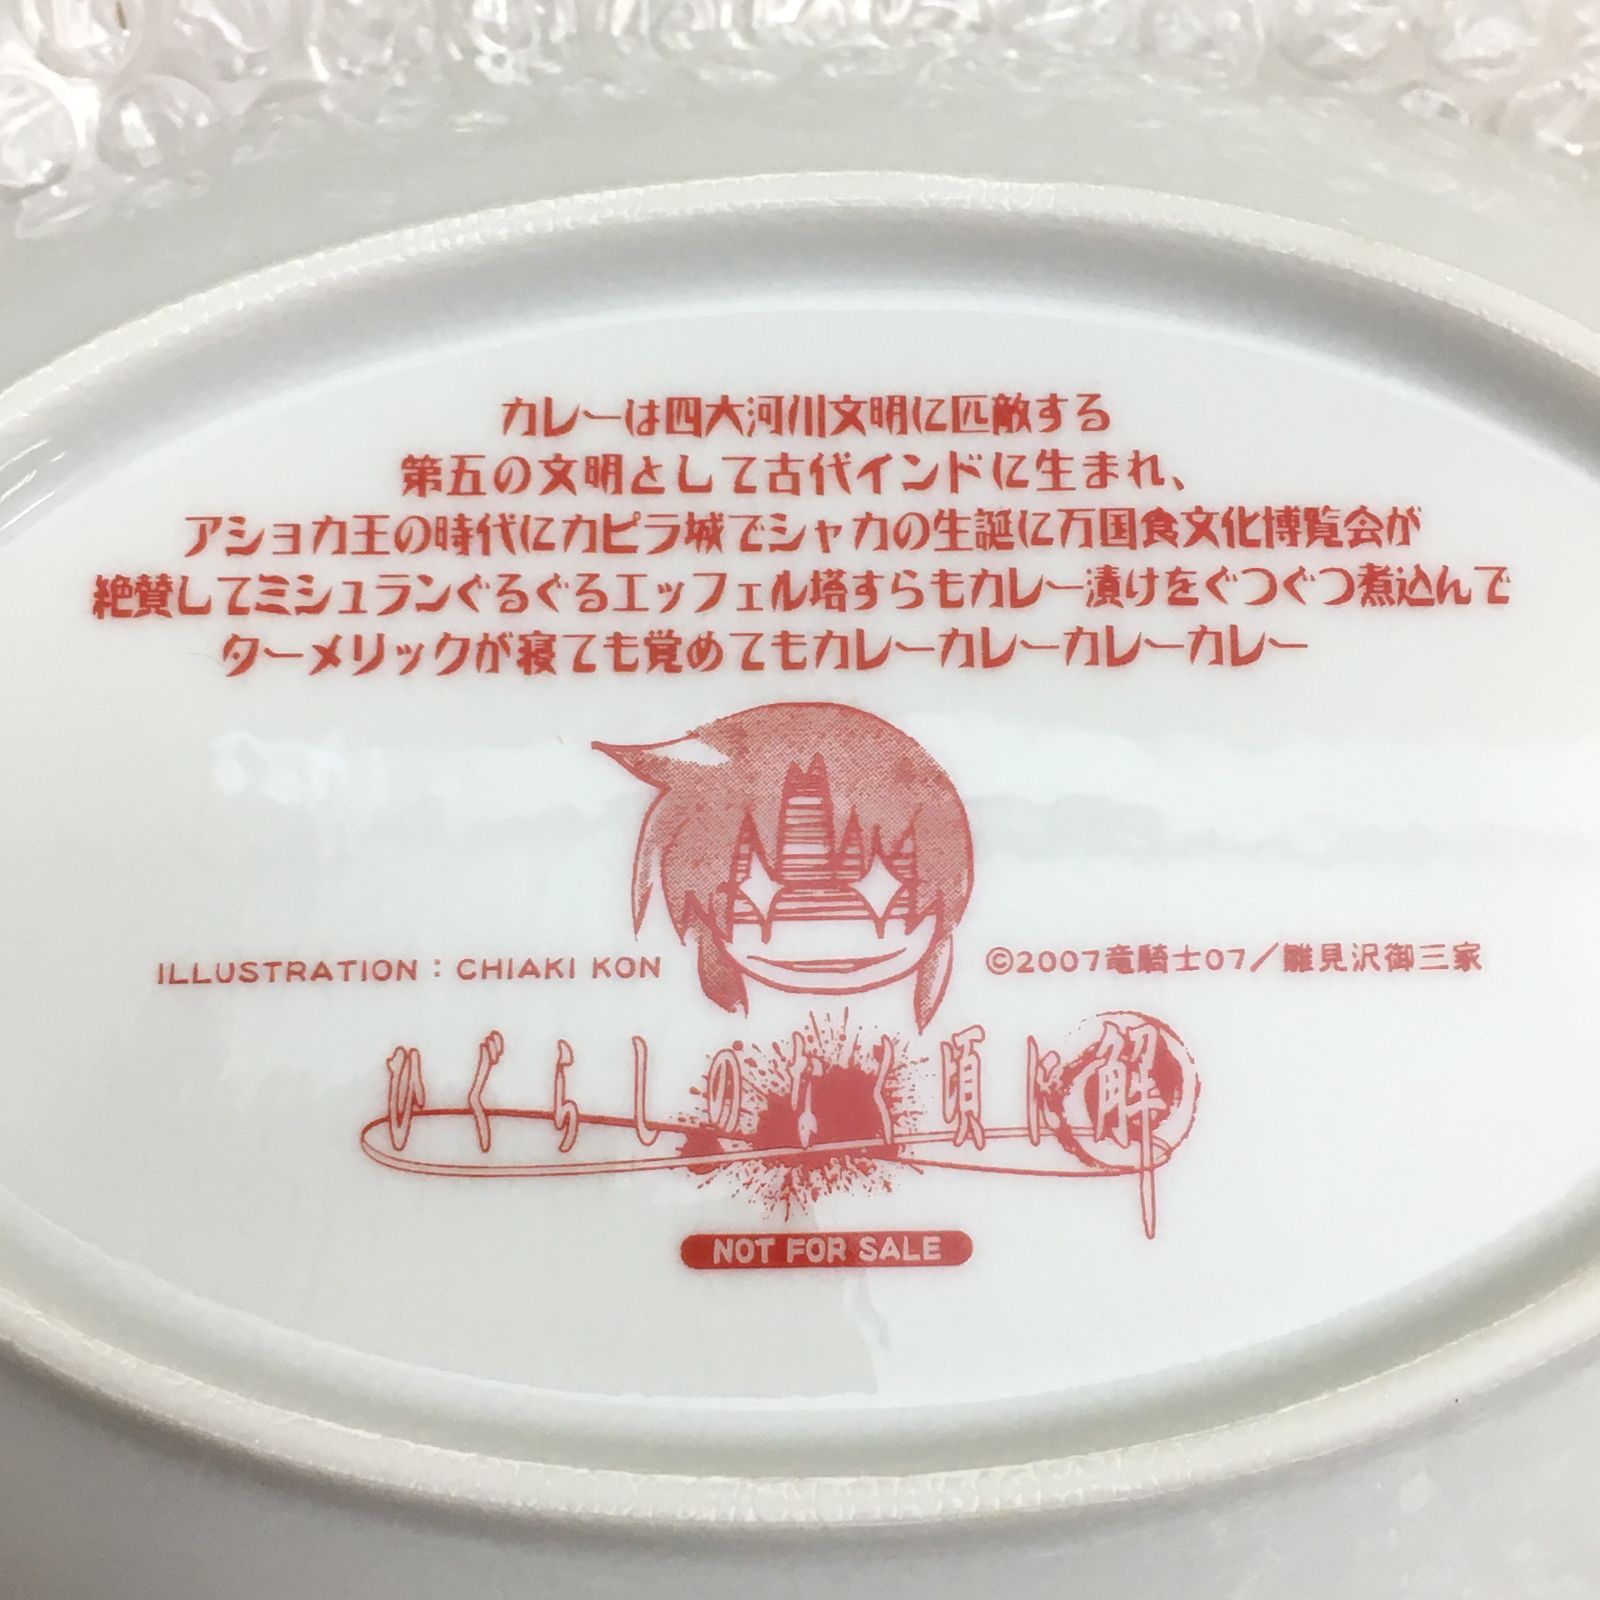 カレーは四大河川文明に匹敵する
第五の文明として古代インドに生まれ、
アショカ王の時代にカピラ城でシャカの生誕に万国食文化博覧会が
絶賛してミシュランぐるぐるエッフェル塔すらもカレー漬けをぐつぐつ煮込んで
ターメリックが寝ても覚めてもカレーカレーカレーカレー
ILLUSTRATION：CHIAKI KON
©2007竜騎士07／雛見沢御三家
ひぐらしのなく頃に解
NOT FOR SALE